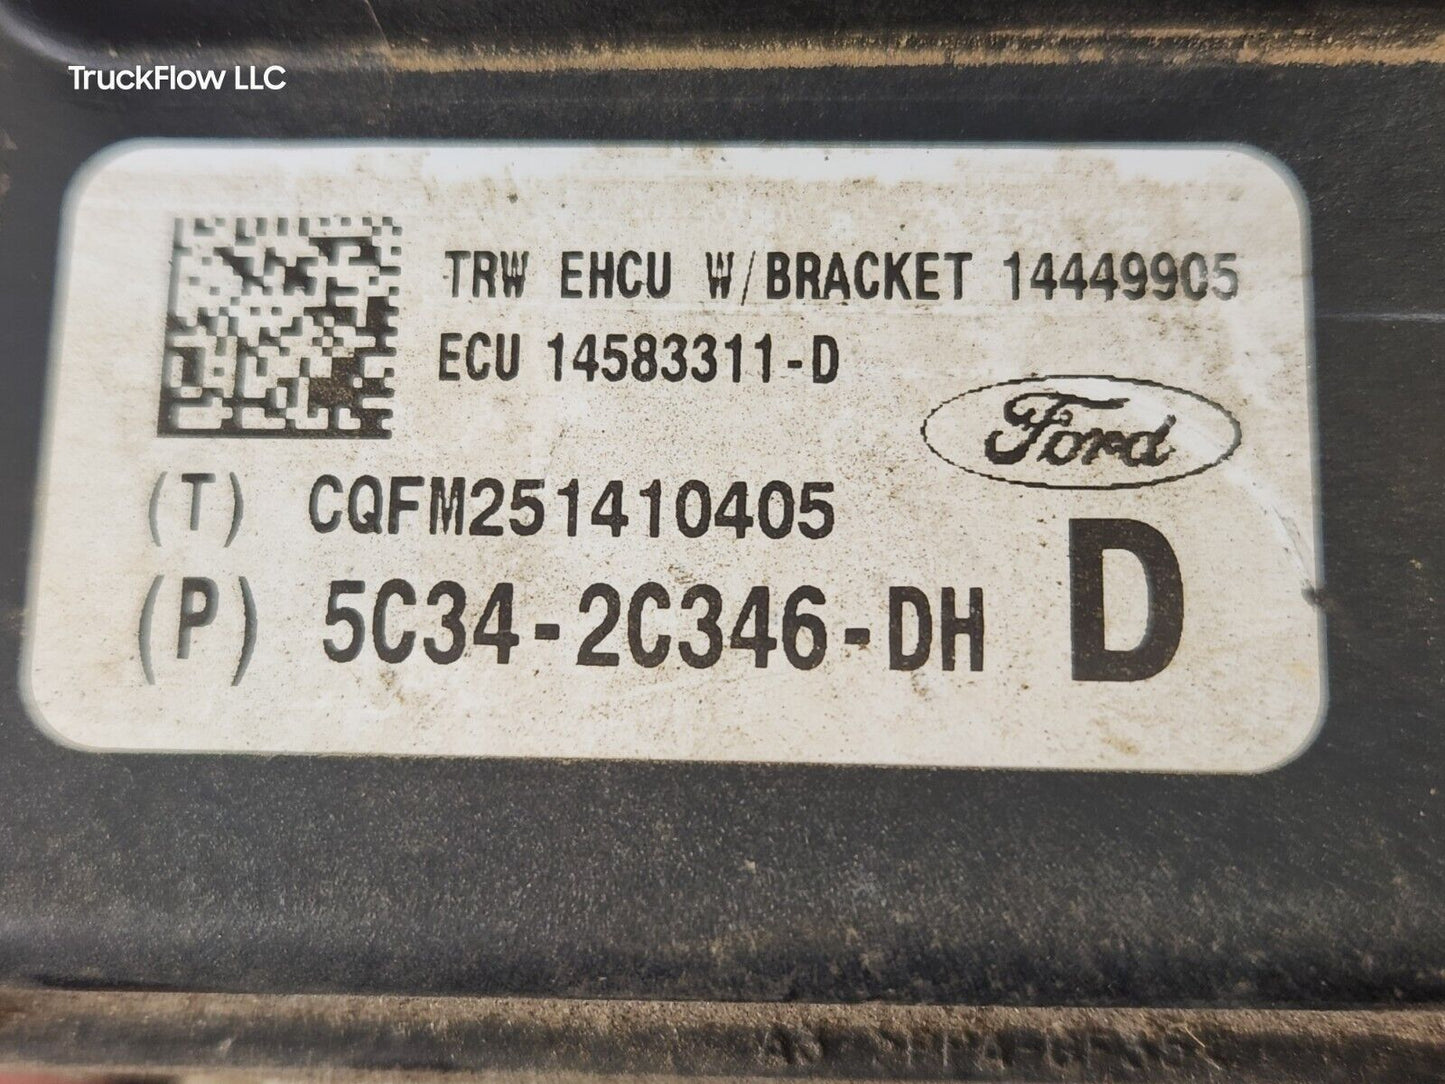 TruckFlow LLC
TRW EHCU W/BRACKET 14449905
ECU 14583311-D
Ford
(T) CQFM251410405
(P) 5C34-2C346-DH D